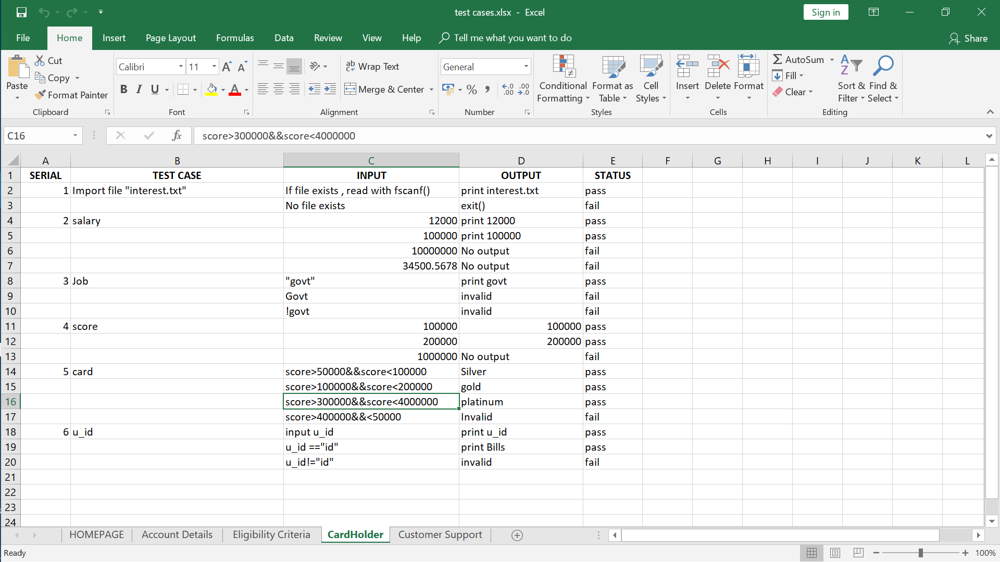 test cases.xlsx - Excel
Sign in
File Home Insert Page Layout Formulas Data Review View Help Tell me what you want to do Share
Paste Cut Copy Format Painter Clipboard
Calibri 11 A A B I U A Font
ab c Wrap Text Merge & Center Alignment
General % , .0 .00 .00 .0 Number
Conditional Formatting Format as Table Cell Styles Styles
Insert Delete Format Cells
AutoSum Fill Clear A Z Sort & Filter Find & Select Editing
C16 fx score>300000&&score<4000000
A B C D E F G H I J K L
1 SERIAL TEST CASE INPUT OUTPUT STATUS
2 1 Import file "interest.txt" If file exists , read with fscanf() print interest.txt pass
3 No file exists exit() fail
4 2 salary 12000 print 12000 pass
5 100000 print 100000 pass
6 10000000 No output fail
7 34500.5678 No output fail
8 3 Job "govt" print govt pass
9 Govt invalid fail
10 !govt invalid fail
11 4 score 100000 100000 pass
12 200000 200000 pass
13 1000000 No output fail
14 5 card score>50000&&score<100000 Silver pass
15 score>100000&&score<200000 gold pass
16 score>300000&&score<4000000 platinum pass
17 score>400000&&<50000 Invalid fail
18 6 u_id input u_id print u_id pass
19 u_id =="id" print Bills pass
20 u_id!="id" invalid fail
21
22
23
24
HOMEPAGE Account Details Eligibility Criteria CardHolder Customer Support
Ready 100%